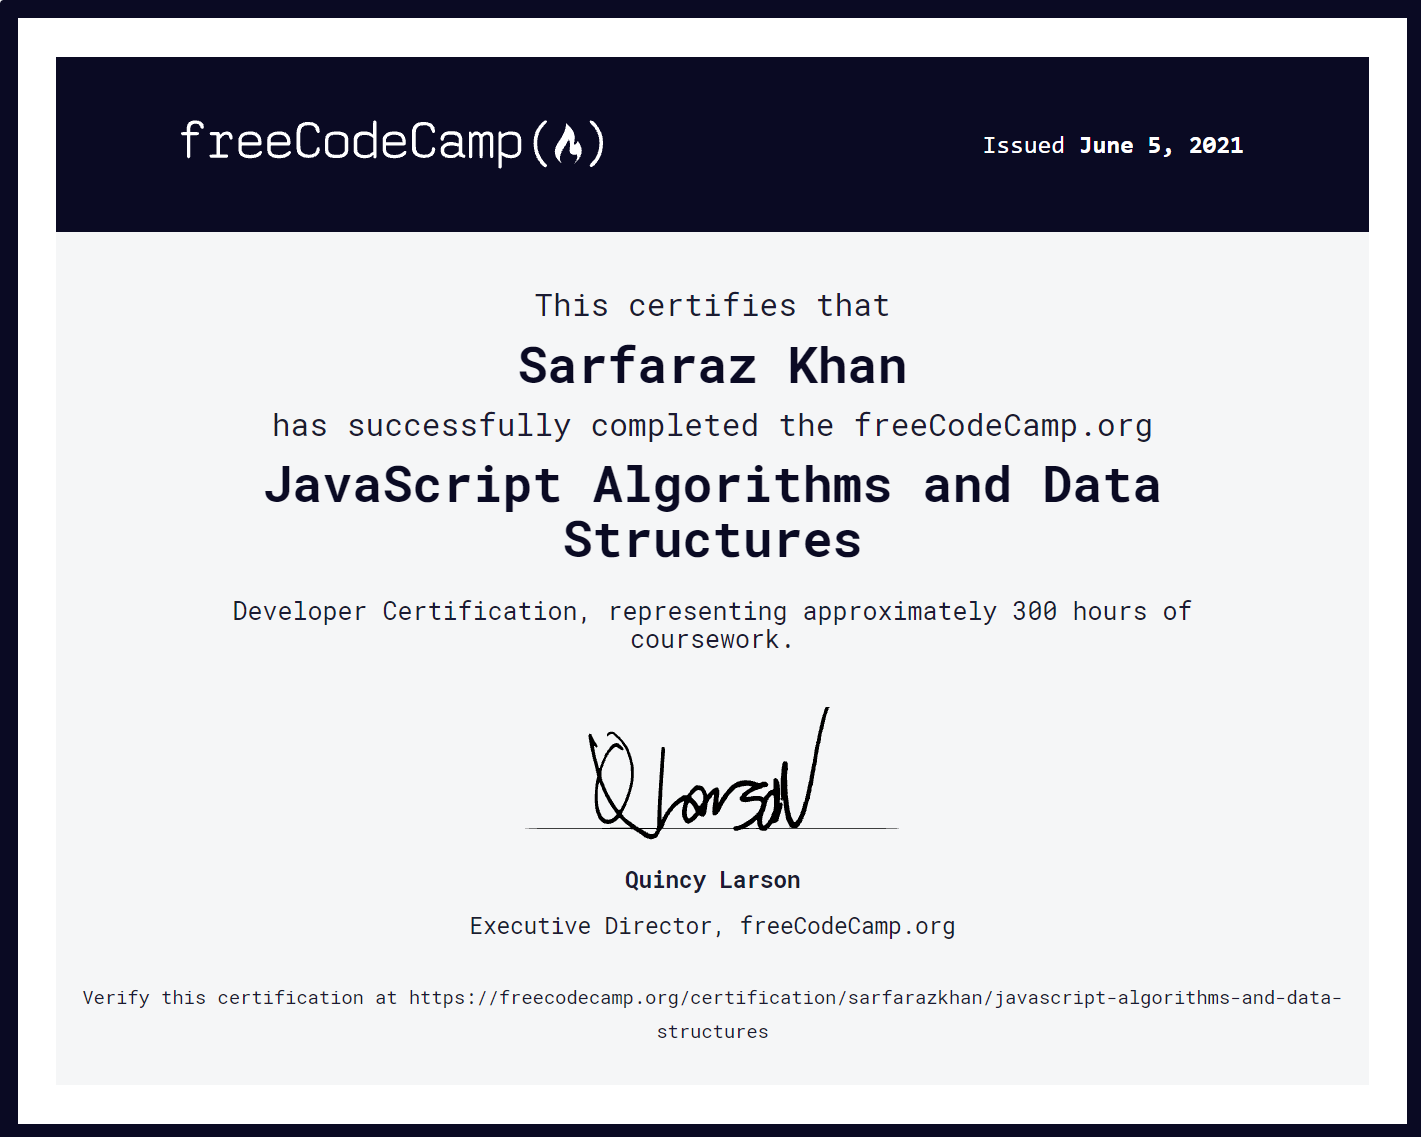 freeCodeCamp(🔥)
Issued June 5, 2021
This certifies that
Sarfaraz Khan
has successfully completed the freeCodeCamp.org
JavaScript Algorithms and Data
Structures
Developer Certification, representing approximately 300 hours of
coursework.
Q Larson
Quincy Larson
Executive Director, freeCodeCamp.org
Verify this certification at https://freecodecamp.org/certification/sarfarazkhan/javascript-algorithms-and-data-
structures